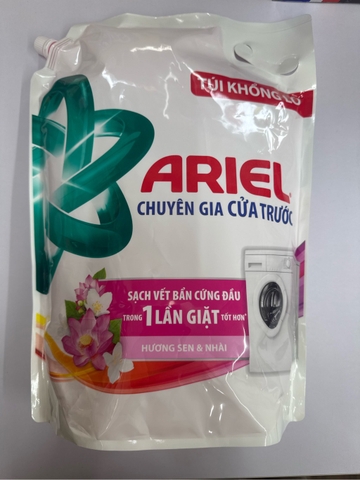 TÚI KHỔNG LỒ
ARIEL
CHUYÊN GIA CỬA TRƯỚC
SẠCH VẾT BẨN CỨNG ĐẦU
TRONG 1 LẦN GIẶT TỐT HƠN*
HƯƠNG SEN & NHÀI